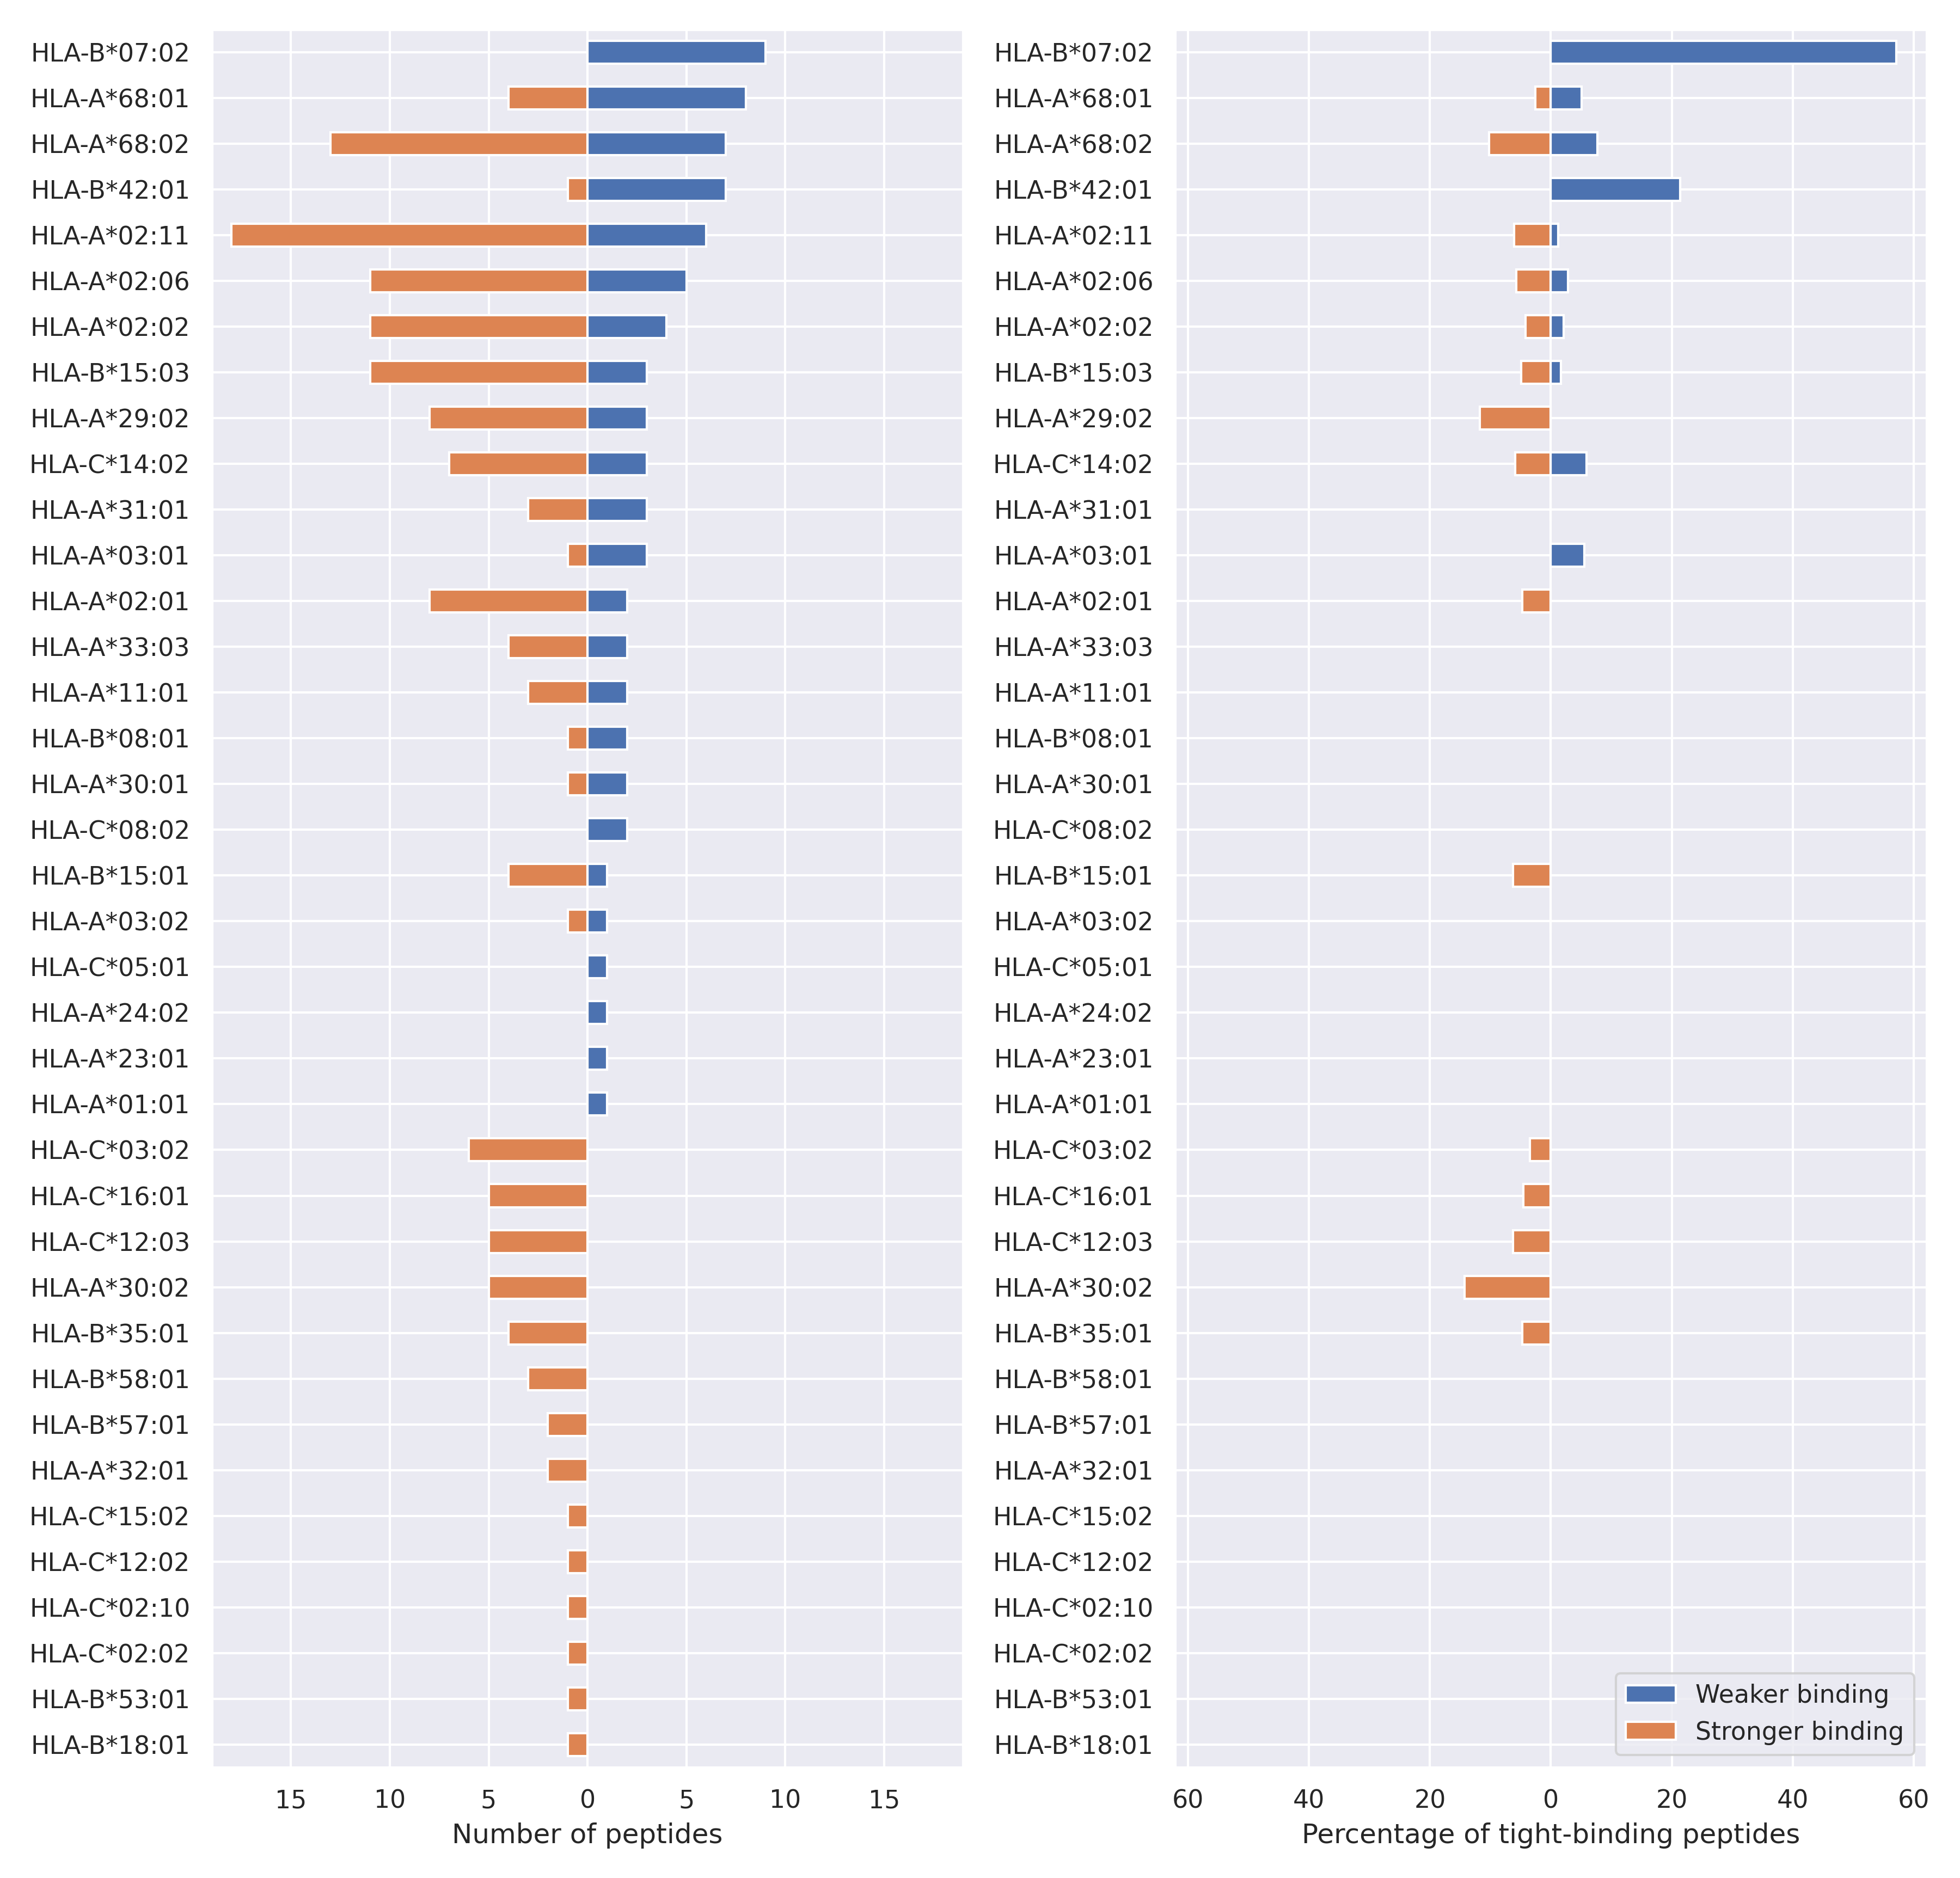 HLA-B*07:02
HLA-A*68:01
HLA-A*68:02
HLA-B*42:01
HLA-A*02:11
HLA-A*02:06
HLA-A*02:02
HLA-B*15:03
HLA-A*29:02
HLA-C*14:02
HLA-A*31:01
HLA-A*03:01
HLA-A*02:01
HLA-A*33:03
HLA-A*11:01
HLA-B*08:01
HLA-A*30:01
HLA-C*08:02
HLA-B*15:01
HLA-A*03:02
HLA-C*05:01
HLA-A*24:02
HLA-A*23:01
HLA-A*01:01
HLA-C*03:02
HLA-C*16:01
HLA-C*12:03
HLA-A*30:02
HLA-B*35:01
HLA-B*58:01
HLA-B*57:01
HLA-A*32:01
HLA-C*15:02
HLA-C*12:02
HLA-C*02:10
HLA-C*02:02
HLA-B*53:01
HLA-B*18:01
15 10 5 0 5 10 15
Number of peptides
HLA-B*07:02
HLA-A*68:01
HLA-A*68:02
HLA-B*42:01
HLA-A*02:11
HLA-A*02:06
HLA-A*02:02
HLA-B*15:03
HLA-A*29:02
HLA-C*14:02
HLA-A*31:01
HLA-A*03:01
HLA-A*02:01
HLA-A*33:03
HLA-A*11:01
HLA-B*08:01
HLA-A*30:01
HLA-C*08:02
HLA-B*15:01
HLA-A*03:02
HLA-C*05:01
HLA-A*24:02
HLA-A*23:01
HLA-A*01:01
HLA-C*03:02
HLA-C*16:01
HLA-C*12:03
HLA-A*30:02
HLA-B*35:01
HLA-B*58:01
HLA-B*57:01
HLA-A*32:01
HLA-C*15:02
HLA-C*12:02
HLA-C*02:10
HLA-C*02:02
HLA-B*53:01
HLA-B*18:01
Weaker binding
Stronger binding
60 40 20 0 20 40 60
Percentage of tight-binding peptides